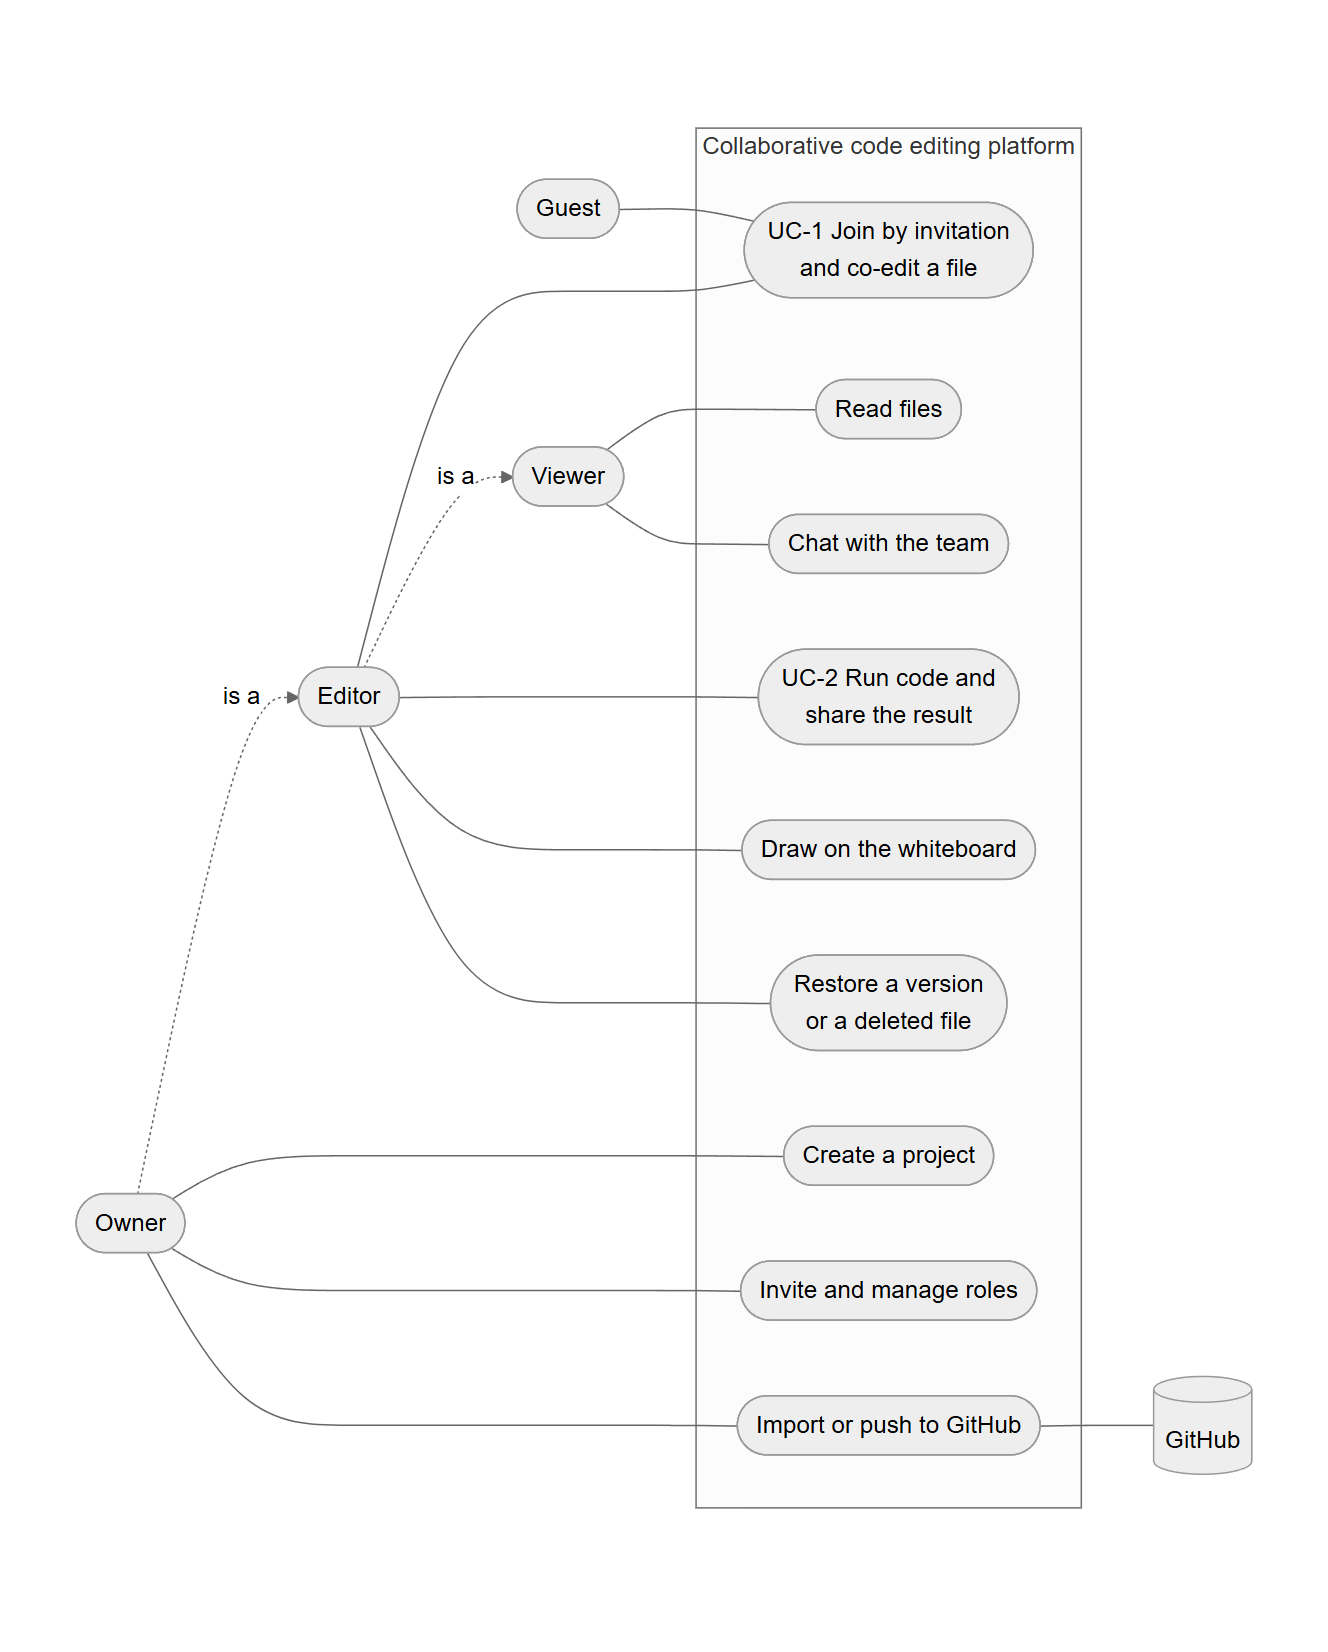 Collaborative code editing platform
Guest
UC-1 Join by invitation
and co-edit a file
Read files
is a
Viewer
Chat with the team
UC-2 Run code and
share the result
is a
Editor
Draw on the whiteboard
Restore a version
or a deleted file
Create a project
Owner
Invite and manage roles
Import or push to GitHub
GitHub